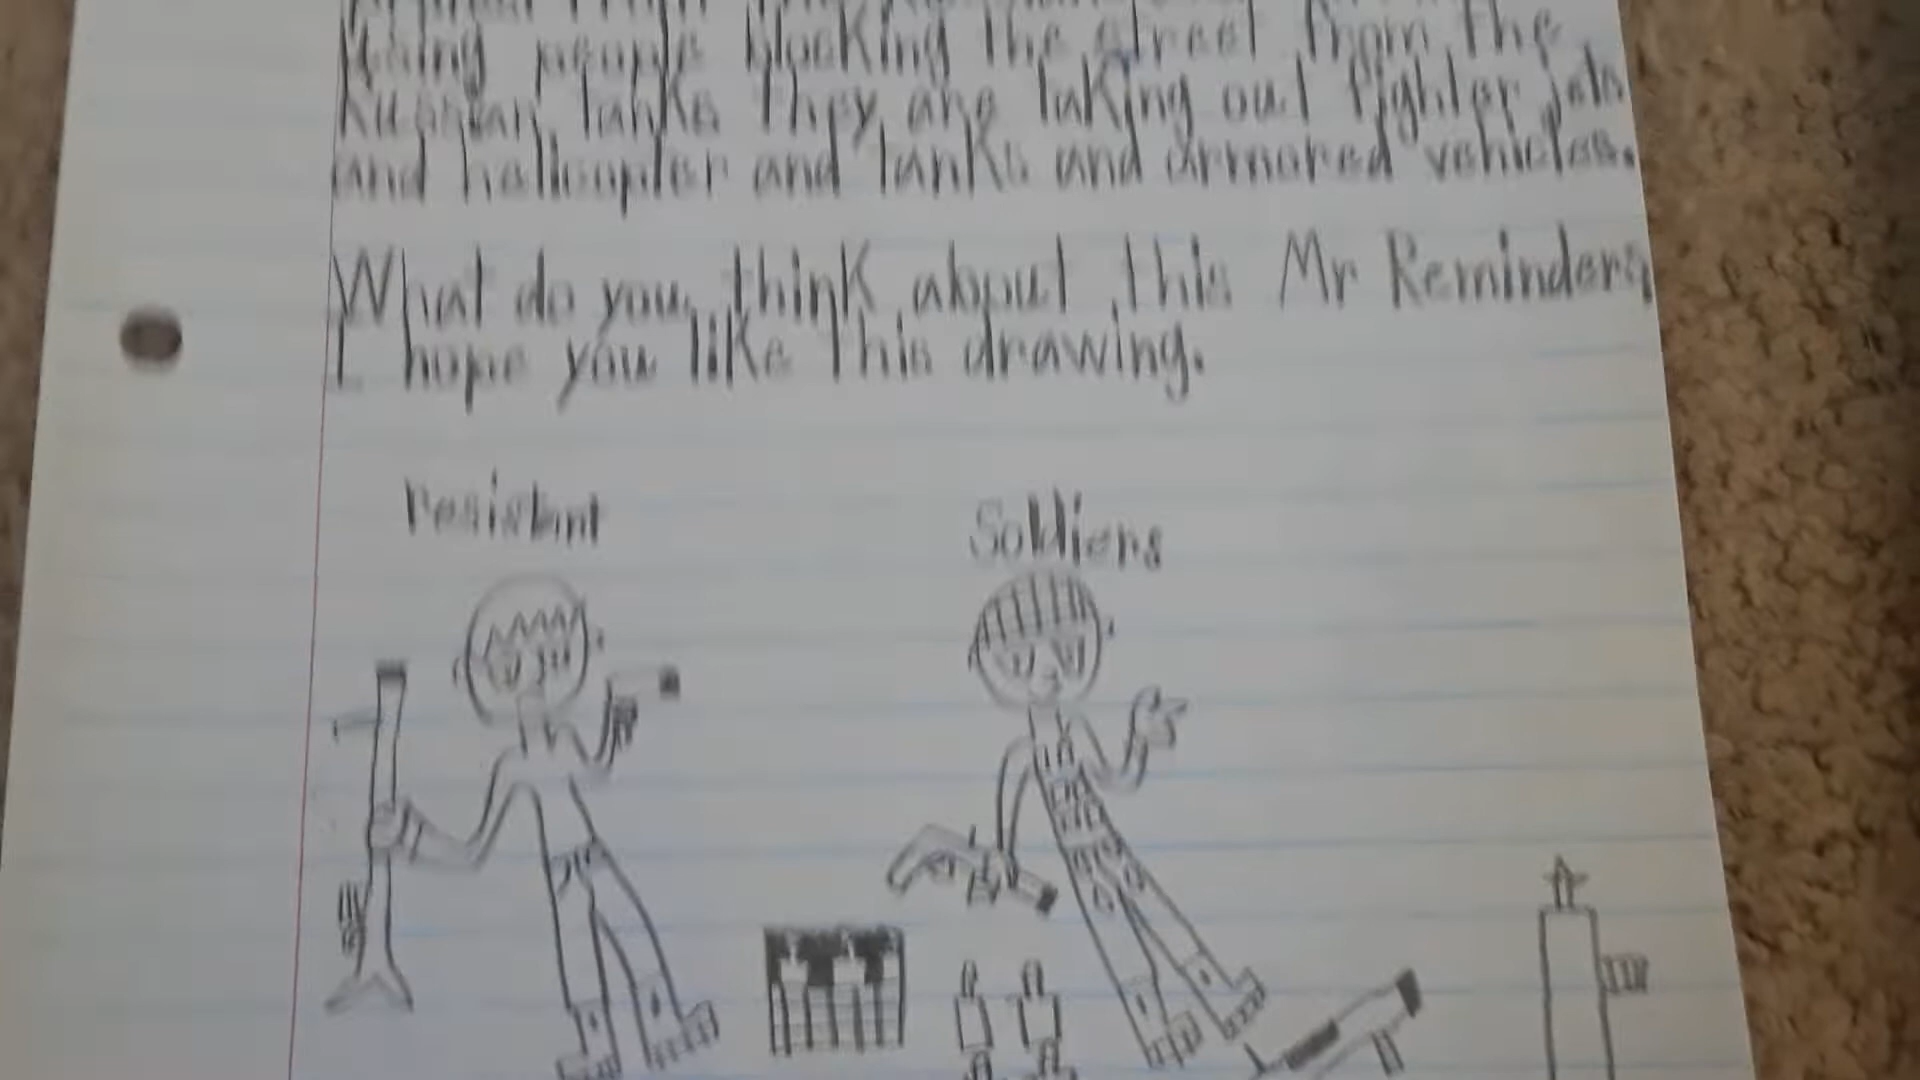 people blocking the street from the
Russian tanks They are taking out fighter jets
and hellicopter and tanks and armored vehicles.
What do you think about this Mr Reminders
I hope you like this drawing.
resistant
Soldiers